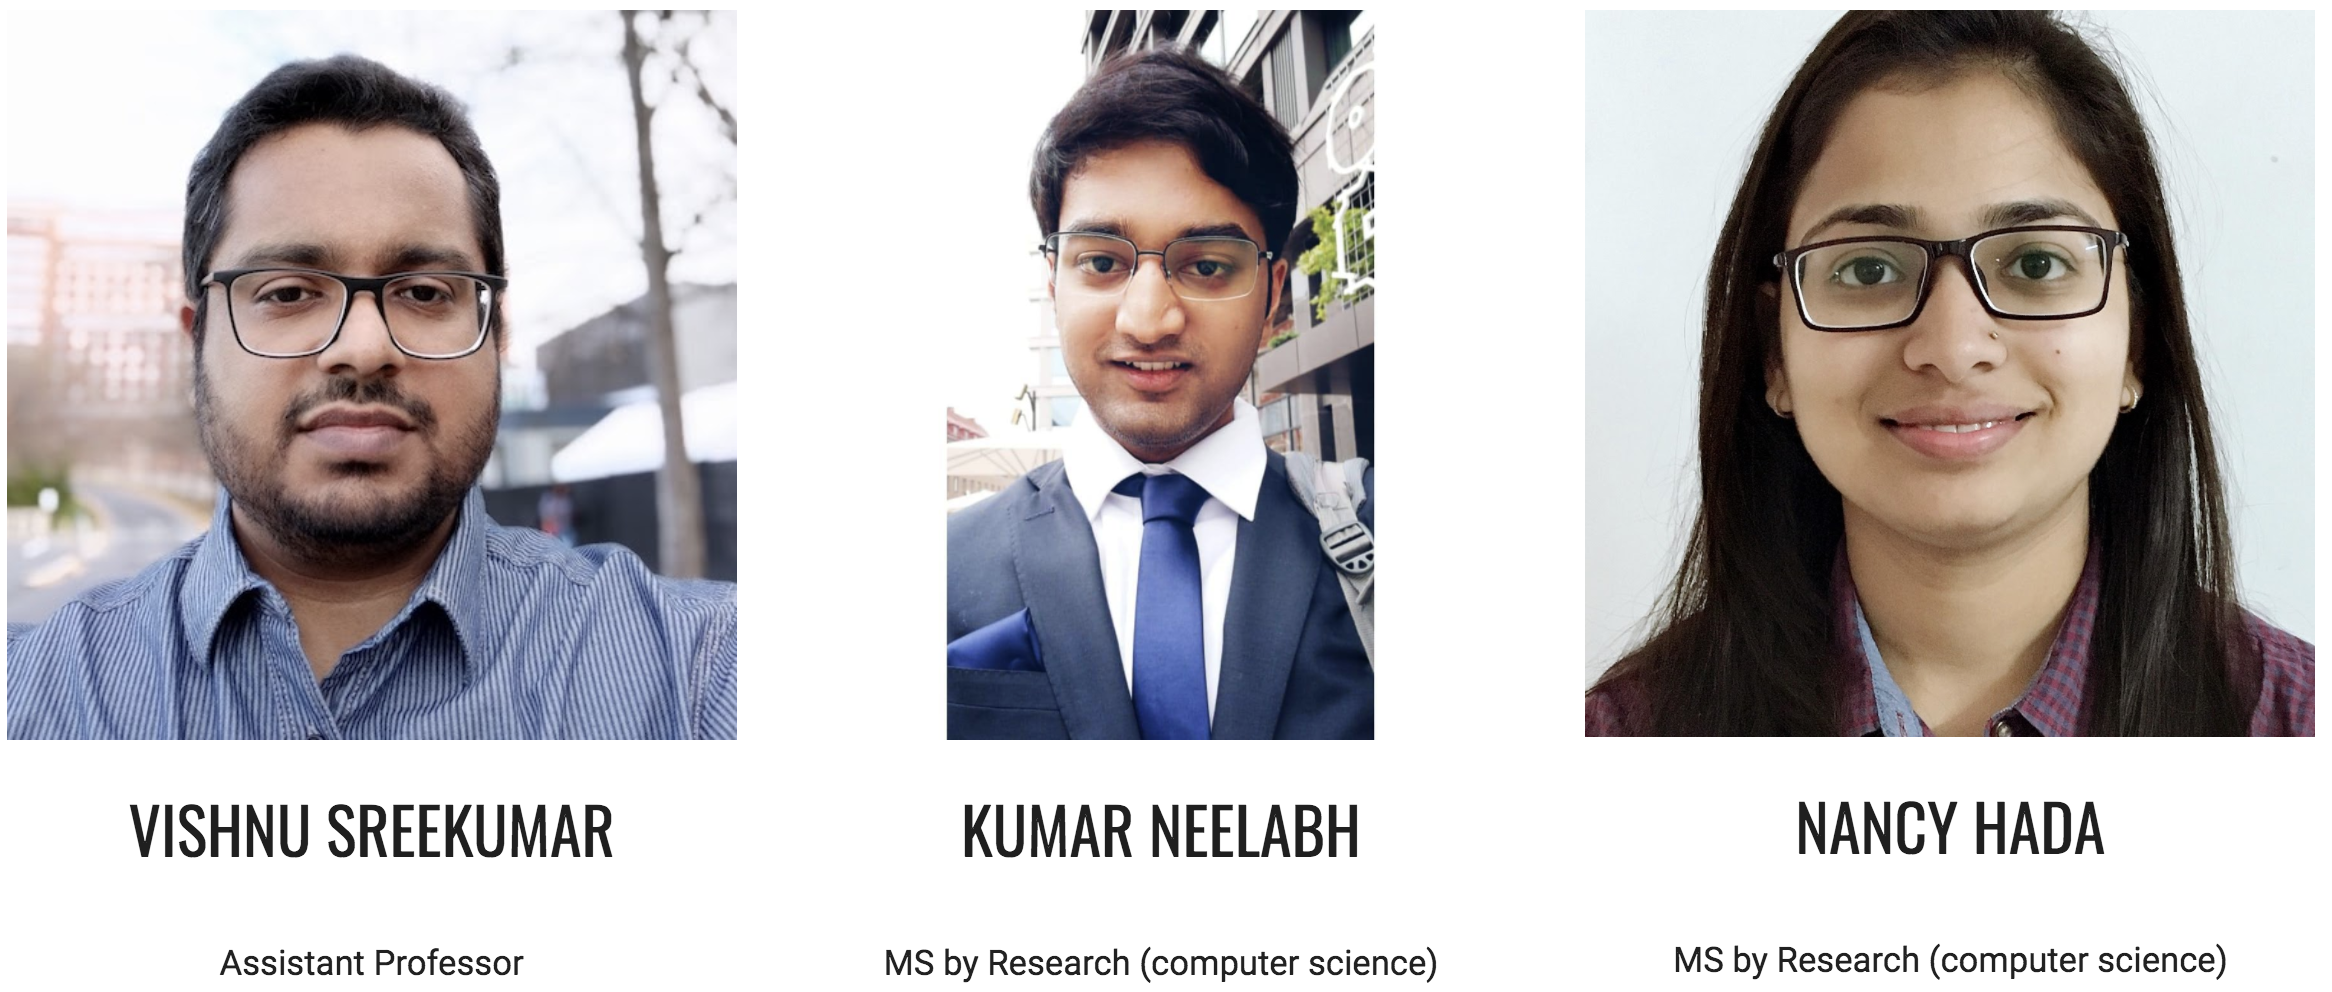 VISHNU SREEKUMAR
Assistant Professor
KUMAR NEELABH
MS by Research (computer science)
NANCY HADA
MS by Research (computer science)